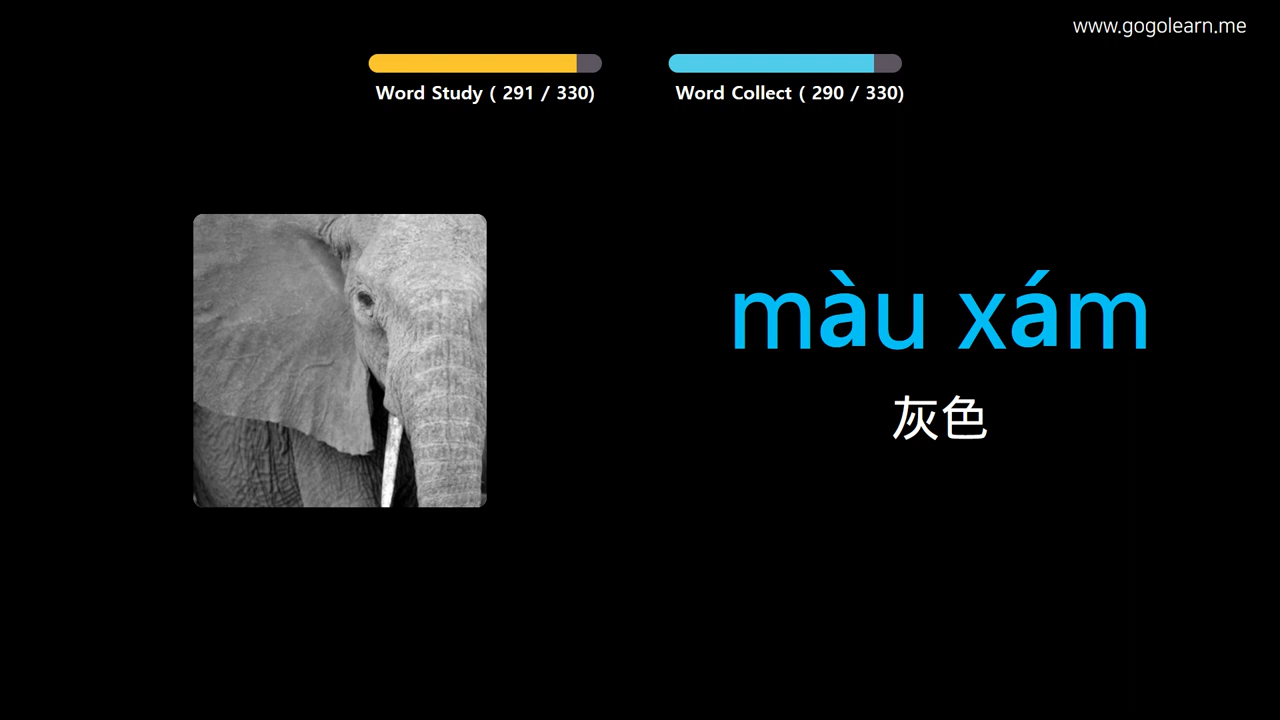 www.gogolearn.me
Word Study ( 291 / 330)
Word Collect ( 290 / 330)
màu xám
灰色